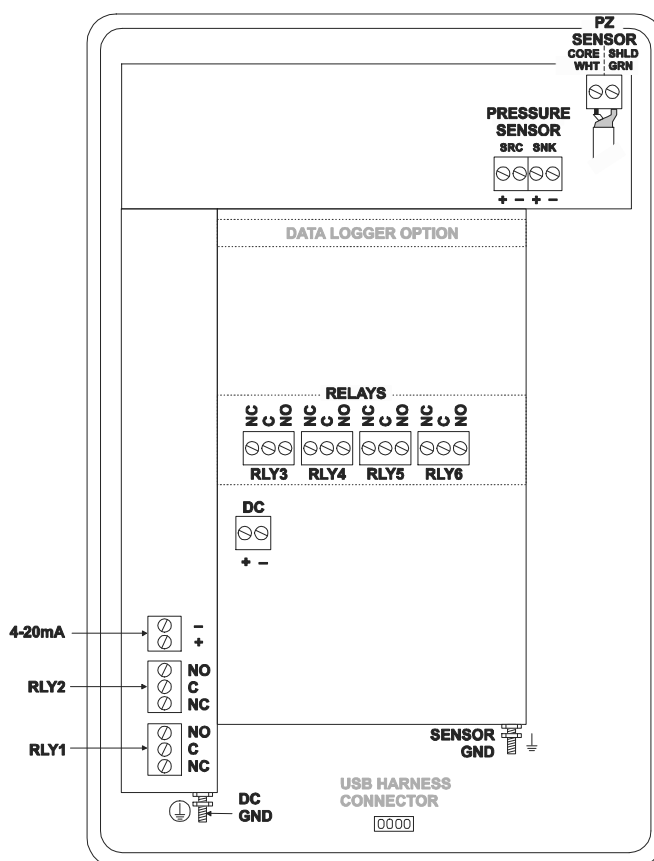 PZ
SENSOR
CORE SHLD
WHT GRN
PRESSURE
SENSOR
SRC SNK
+ – + –
DATA LOGGER OPTION
RELAYS
NC C NO NC C NO NC C NO NC C NO
RLY3 RLY4 RLY5 RLY6
DC
+ –
4-20mA
–
+
RLY2
NO
C
NC
RLY1
NO
C
NC
SENSOR
GND
DC
GND
USB HARNESS
CONNECTOR